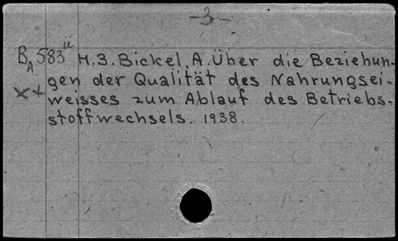 -3-
B_A 583" H.3. Bickel, A. Über die Beziehun-
gen der Qualität des Nahrungsei-
x+ weisses zum Ablauf des Betriebs-
stoffwechsels. 1938.